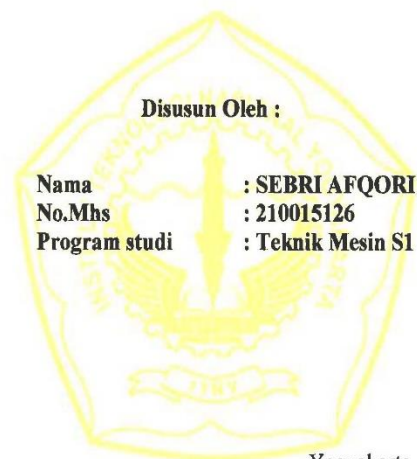 Disusun Oleh :
Nama : SEBRI AFQORI
No.Mhs : 210015126
Program studi : Teknik Mesin S1